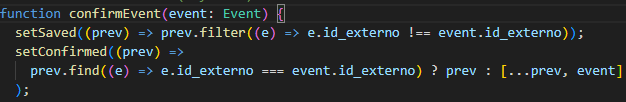 function confirmEvent(event: Event) {
  setSaved((prev) => prev.filter((e) => e.id_externo !== event.id_externo));
  setConfirmed((prev) =>
    prev.find((e) => e.id_externo === event.id_externo) ? prev : [...prev, event]
  );